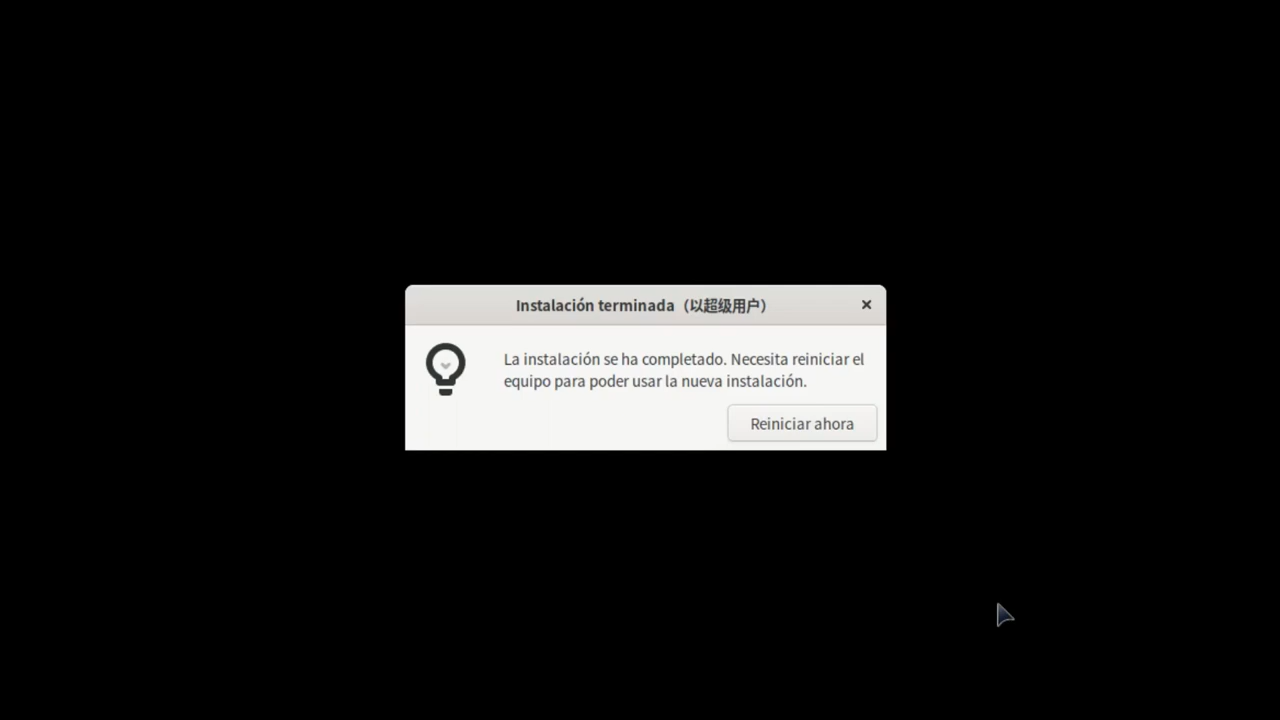 Instalación terminada（以超级用户）
La instalación se ha completado. Necesita reiniciar el
equipo para poder usar la nueva instalación.
Reiniciar ahora